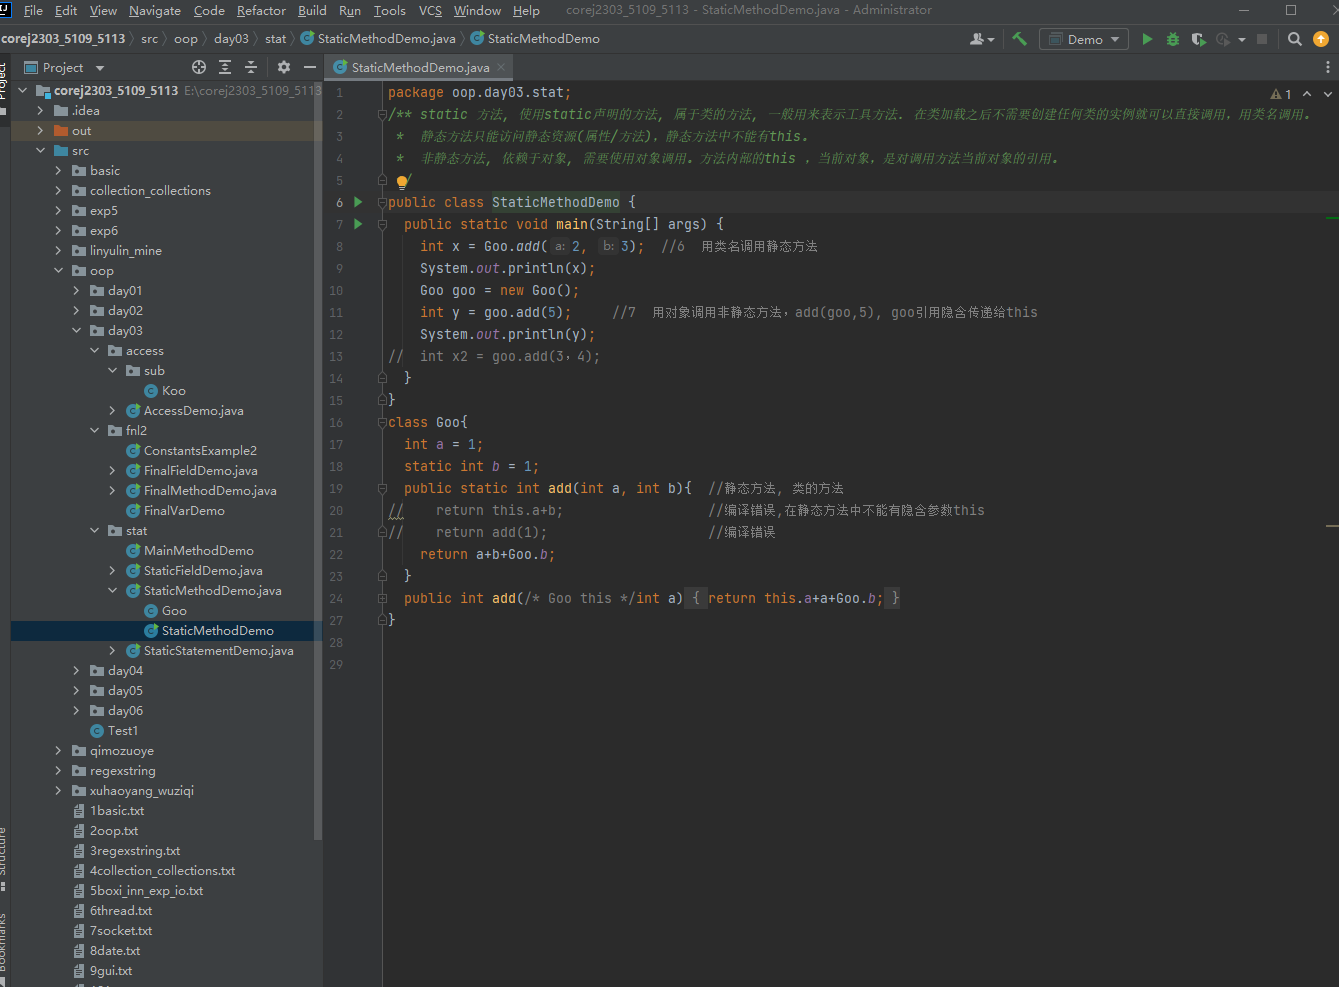 File Edit View Navigate Code Refactor Build Run Tools VCS Window Help corej2303_5109_5113 - StaticMethodDemo.java - Administrator
corej2303_5109_5113 src oop day03 stat StaticMethodDemo.java StaticMethodDemo Demo
Project
Project
StaticMethodDemo.java
corej2303_5109_5113 E:\corej2303_5109_5113
.idea
out
src
basic
collection_collections
exp5
exp6
linyulin_mine
oop
day01
day02
day03
access
sub
Koo
AccessDemo.java
fnl2
ConstantsExample2
FinalFieldDemo.java
FinalMethodDemo.java
FinalVarDemo
stat
MainMethodDemo
StaticFieldDemo.java
StaticMethodDemo.java
Goo
StaticMethodDemo
StaticStatementDemo.java
day04
day05
day06
Test1
qimozuoye
regexstring
xuhaoyang_wuziqi
1basic.txt
2oop.txt
3regexstring.txt
4collection_collections.txt
5boxi_inn_exp_io.txt
6thread.txt
7socket.txt
8date.txt
9gui.txt
Structure
Bookmarks
1 package oop.day03.stat;
1
2 /** static 方法, 使用static声明的方法, 属于类的方法, 一般用来表示工具方法. 在类加载之后不需要创建任何类的实例就可以直接调用，用类名调用.
3 * 静态方法只能访问静态资源(属性/方法)，静态方法中不能有this.
4 * 非静态方法, 依赖于对象, 需要使用对象调用. 方法内部的this ，当前对象，是对调用方法当前对象的引用.
5 /
6 public class StaticMethodDemo {
7 public static void main(String[] args) {
8 int x = Goo.add( a: 2, b: 3); //6 用类名调用静态方法
9 System.out.println(x);
10 Goo goo = new Goo();
11 int y = goo.add(5); //7 用对象调用非静态方法，add(goo,5), goo引用隐含传递给this
12 System.out.println(y);
13 // int x2 = goo.add(3，4);
14 }
15 }
16 class Goo{
17 int a = 1;
18 static int b = 1;
19 public static int add(int a, int b){ //静态方法, 类的方法
20 // return this.a+b; //编译错误,在静态方法中不能有隐含参数this
21 // return add(1); //编译错误
22 return a+b+Goo.b;
23 }
24 public int add(/* Goo this */int a) { return this.a+a+Goo.b; }
27 }
28
29